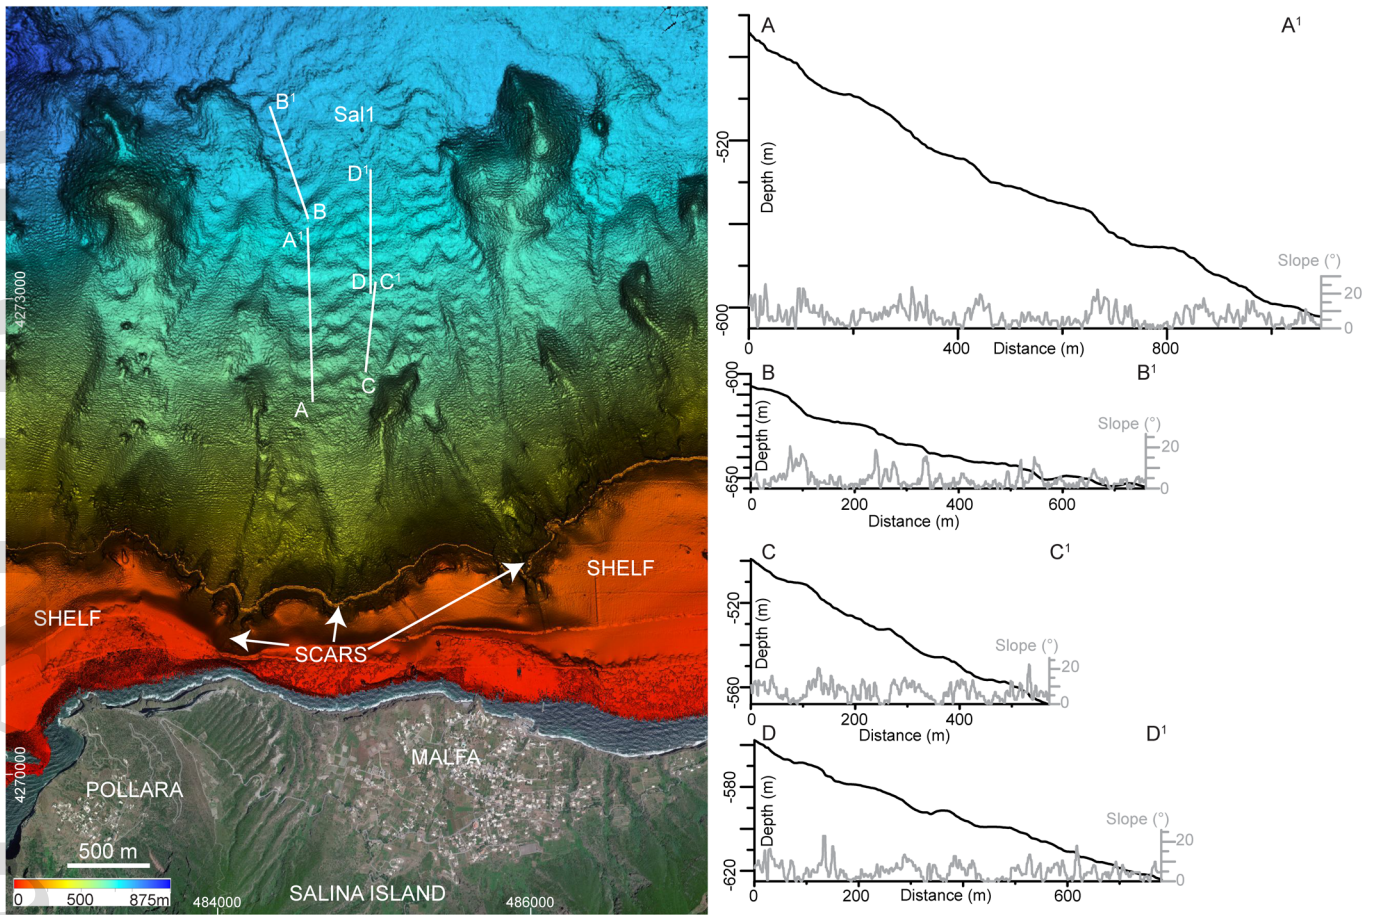 B¹
Sal1
D¹
B
A¹
D
C¹
C
A
4273000
SHELF
SHELF
SCARS
4270000
POLLARA
MALFA
500 m
SALINA ISLAND
0
500
875m
484000
486000
A
A¹
-520
-600
Depth (m)
Slope (°)
20
0
0
400
Distance (m)
800
B
B¹
-600
-650
Depth (m)
Slope (°)
20
0
0
200
400
600
Distance (m)
C
C¹
-520
-560
Depth (m)
Slope (°)
20
0
0
200
400
Distance (m)
D
D¹
-580
-620
Depth (m)
Slope (°)
20
0
0
200
Distance (m)
400
600